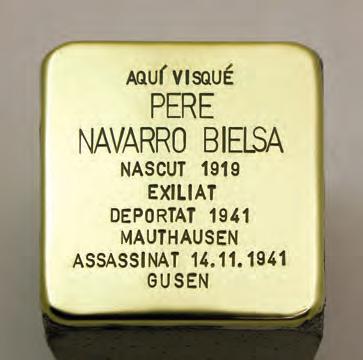 AQUÍ VISQUÉ
PERE
NAVARRO BIELSA
NASCUT 1919
EXILIAT
DEPORTAT 1941
MAUTHAUSEN
ASSASSINAT 14.11.1941
GUSEN